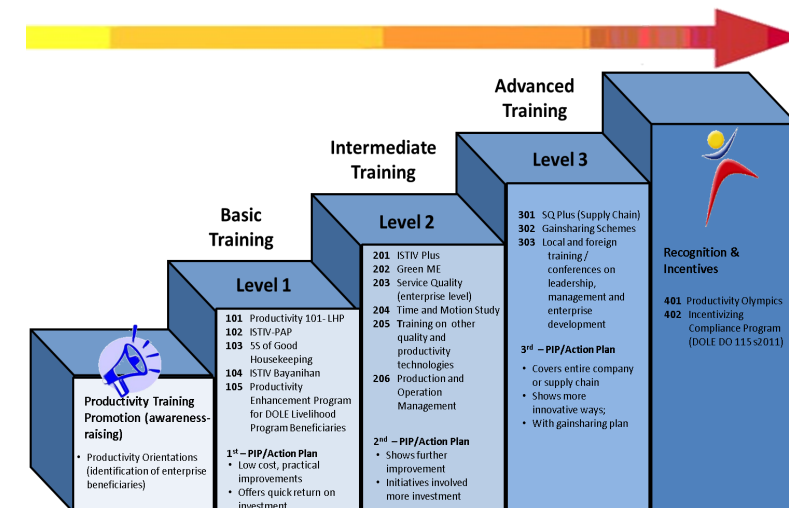 Advanced
Training
Intermediate
Training
Basic
Training
Level 3
Level 2
Level 1
Productivity Training
Promotion (awareness-
raising)
• Productivity Orientations
(identification of enterprise
beneficiaries)
101 Productivity 101- LHP
102 ISTIV-PAP
103 5S of Good
Housekeeping
104 ISTIV Bayanihan
105 Productivity
Enhancement Program
for DOLE Livelihood
Program Beneficiaries
1st – PIP/Action Plan
• Low cost, practical
improvements
• Offers quick return on
investment
201 ISTIV Plus
202 Green ME
203 Service Quality
(enterprise level)
204 Time and Motion Study
205 Training on other
quality and
productivity
technologies
206 Production and
Operation
Management
2nd – PIP/Action Plan
• Shows further
improvement
• Initiatives involved
more investment
301 SQ Plus (Supply Chain)
302 Gainsharing Schemes
303 Local and foreign
training /
conferences on
leadership,
management and
enterprise
development
3rd – PIP/Action Plan
• Covers entire company
or supply chain
• Shows more
innovative ways;
• With gainsharing plan
Recognition &
Incentives
401 Productivity Olympics
402 Incentivizing
Compliance Program
(DOLE DO 115 s2011)